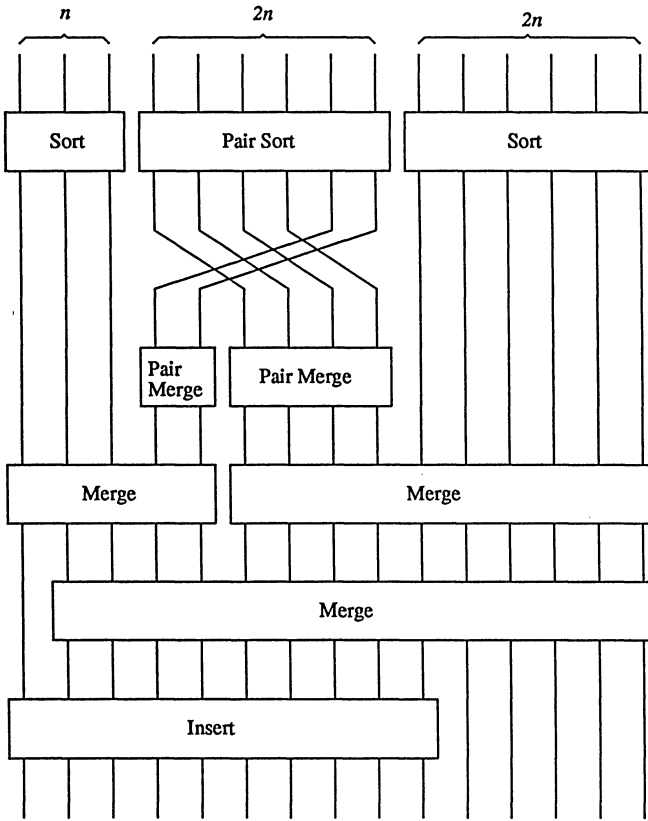 n
2n
2n
Sort
Pair Sort
Sort
Pair
Merge
Pair Merge
Merge
Merge
Merge
Insert